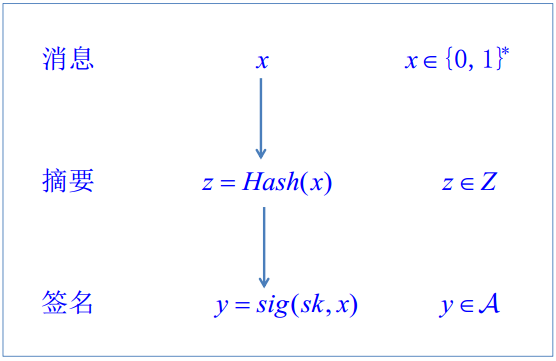 消息 x x ∈ {0, 1}*
摘要 z = Hash(x) z ∈ Z
签名 y = sig(sk, x) y ∈ 𝒜